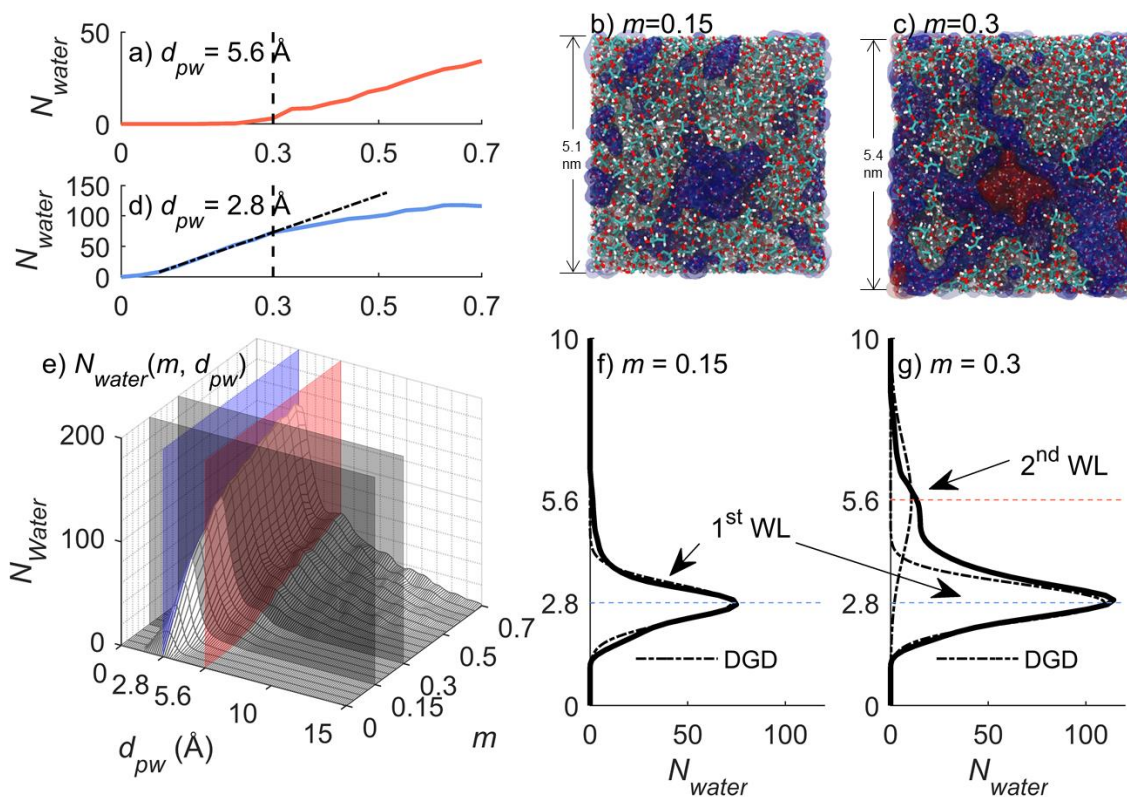 50
a) d_pw = 5.6 Å
N_water
0
0 0.3 0.5 0.7
150
d) d_pw = 2.8 Å
100
N_water
50
0
0 0.3 0.5 0.7
b) m=0.15
5.1
nm
c) m=0.3
5.4
nm
e) N_water(m, d_pw)
200
N_Water
100
0
0
2.8
5.6
10
15
d_pw (Å)
0
0.15
0.3
0.5
0.7
m
f) m = 0.15
10
5.6
1st WL
2.8
DGD
0
0 50 100
N_water
g) m = 0.3
10
2nd WL
5.6
2.8
DGD
0
0 50 100
N_water